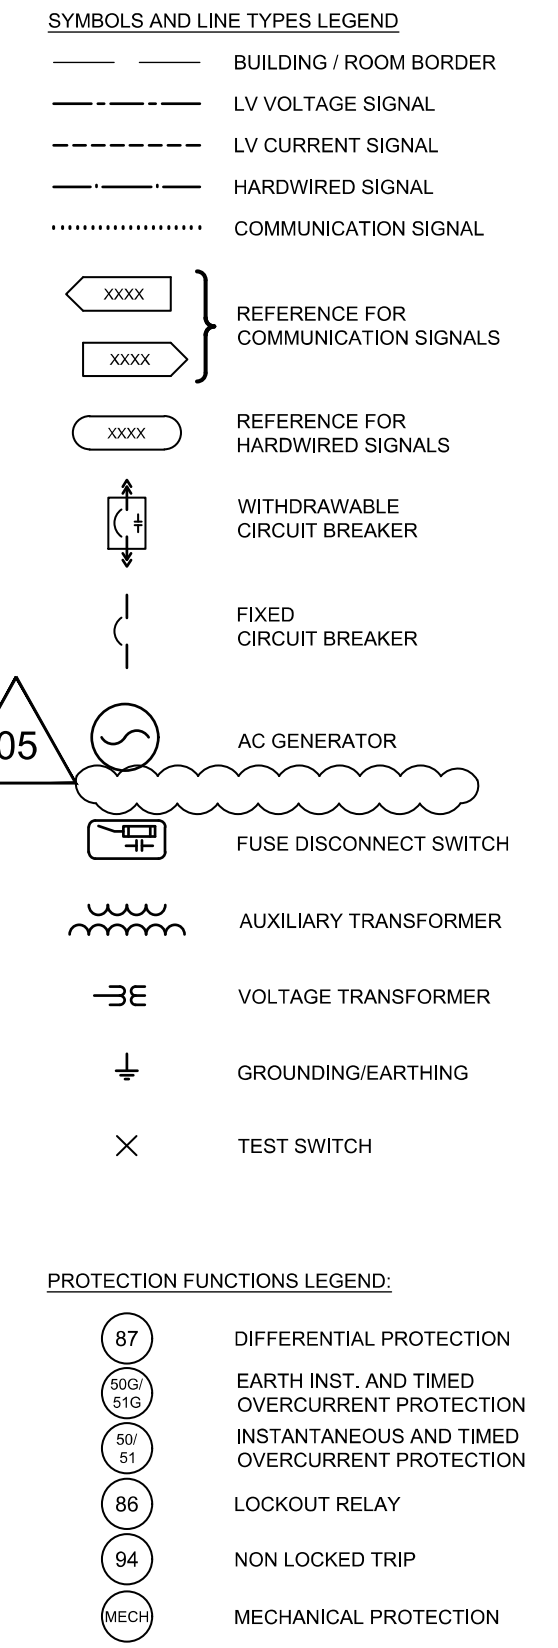 SYMBOLS AND LINE TYPES LEGEND
BUILDING / ROOM BORDER
LV VOLTAGE SIGNAL
LV CURRENT SIGNAL
HARDWIRED SIGNAL
COMMUNICATION SIGNAL
XXXX
XXXX
REFERENCE FOR
COMMUNICATION SIGNALS
XXXX
REFERENCE FOR
HARDWIRED SIGNALS
WITHDRAWABLE
CIRCUIT BREAKER
FIXED
CIRCUIT BREAKER
05
AC GENERATOR
FUSE DISCONNECT SWITCH
AUXILIARY TRANSFORMER
VOLTAGE TRANSFORMER
GROUNDING/EARTHING
TEST SWITCH
PROTECTION FUNCTIONS LEGEND:
87 DIFFERENTIAL PROTECTION
50G/
51G
EARTH INST. AND TIMED
OVERCURRENT PROTECTION
50/
51
INSTANTANEOUS AND TIMED
OVERCURRENT PROTECTION
86 LOCKOUT RELAY
94 NON LOCKED TRIP
MECH MECHANICAL PROTECTION